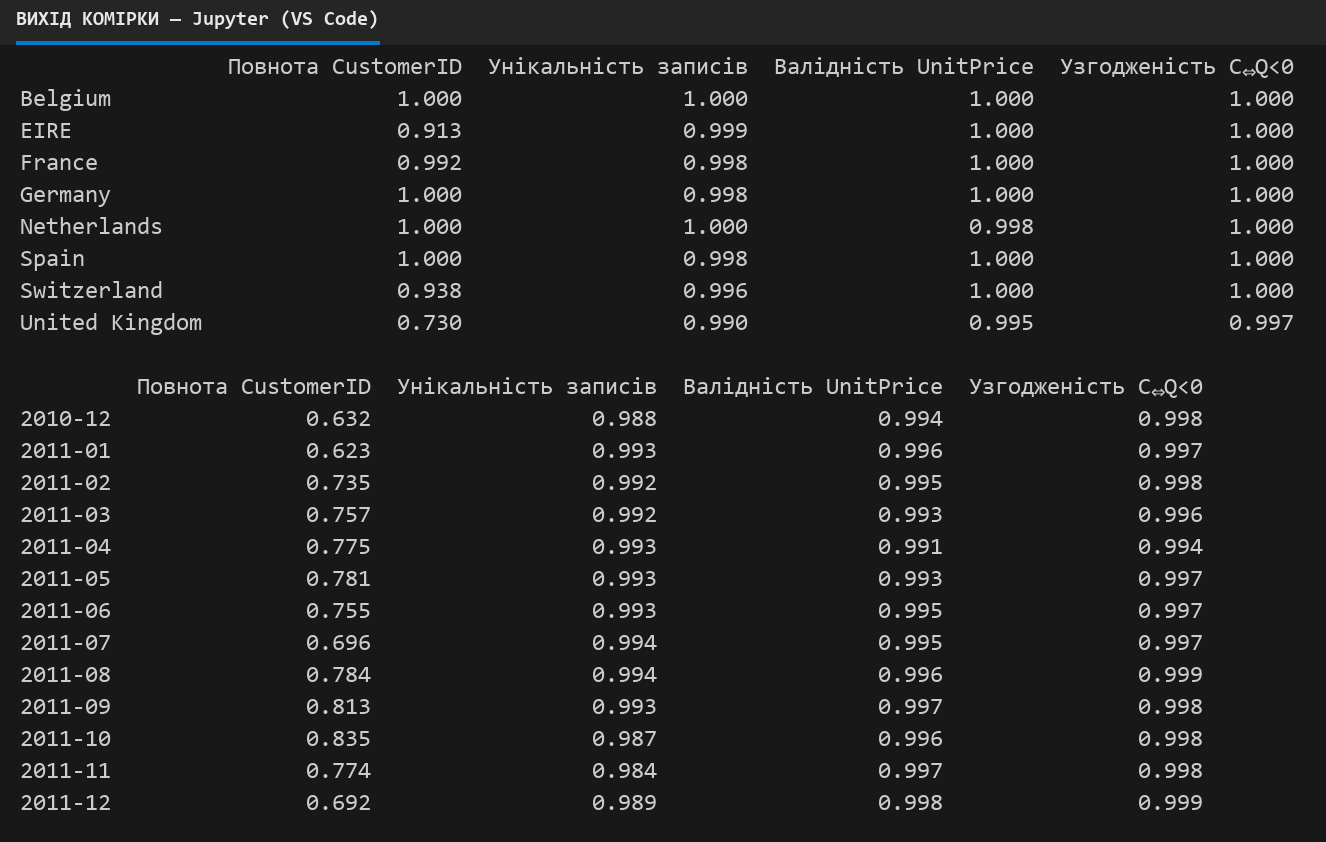 ВИХІД КОМІРКИ — Jupyter (VS Code)
Повнота CustomerID  Унікальність записів  Валідність UnitPrice  Узгодженість C⇔Q<0
Belgium 1.000 1.000 1.000 1.000
EIRE 0.913 0.999 1.000 1.000
France 0.992 0.998 1.000 1.000
Germany 1.000 0.998 1.000 1.000
Netherlands 1.000 1.000 0.998 1.000
Spain 1.000 0.998 1.000 1.000
Switzerland 0.938 0.996 1.000 1.000
United Kingdom 0.730 0.990 0.995 0.997
Повнота CustomerID  Унікальність записів  Валідність UnitPrice  Узгодженість C⇔Q<0
2010-12 0.632 0.988 0.994 0.998
2011-01 0.623 0.993 0.996 0.997
2011-02 0.735 0.992 0.995 0.998
2011-03 0.757 0.992 0.993 0.996
2011-04 0.775 0.993 0.991 0.994
2011-05 0.781 0.993 0.993 0.997
2011-06 0.755 0.993 0.995 0.997
2011-07 0.696 0.994 0.995 0.997
2011-08 0.784 0.994 0.996 0.999
2011-09 0.813 0.993 0.997 0.998
2011-10 0.835 0.987 0.996 0.998
2011-11 0.774 0.984 0.997 0.998
2011-12 0.692 0.989 0.998 0.999